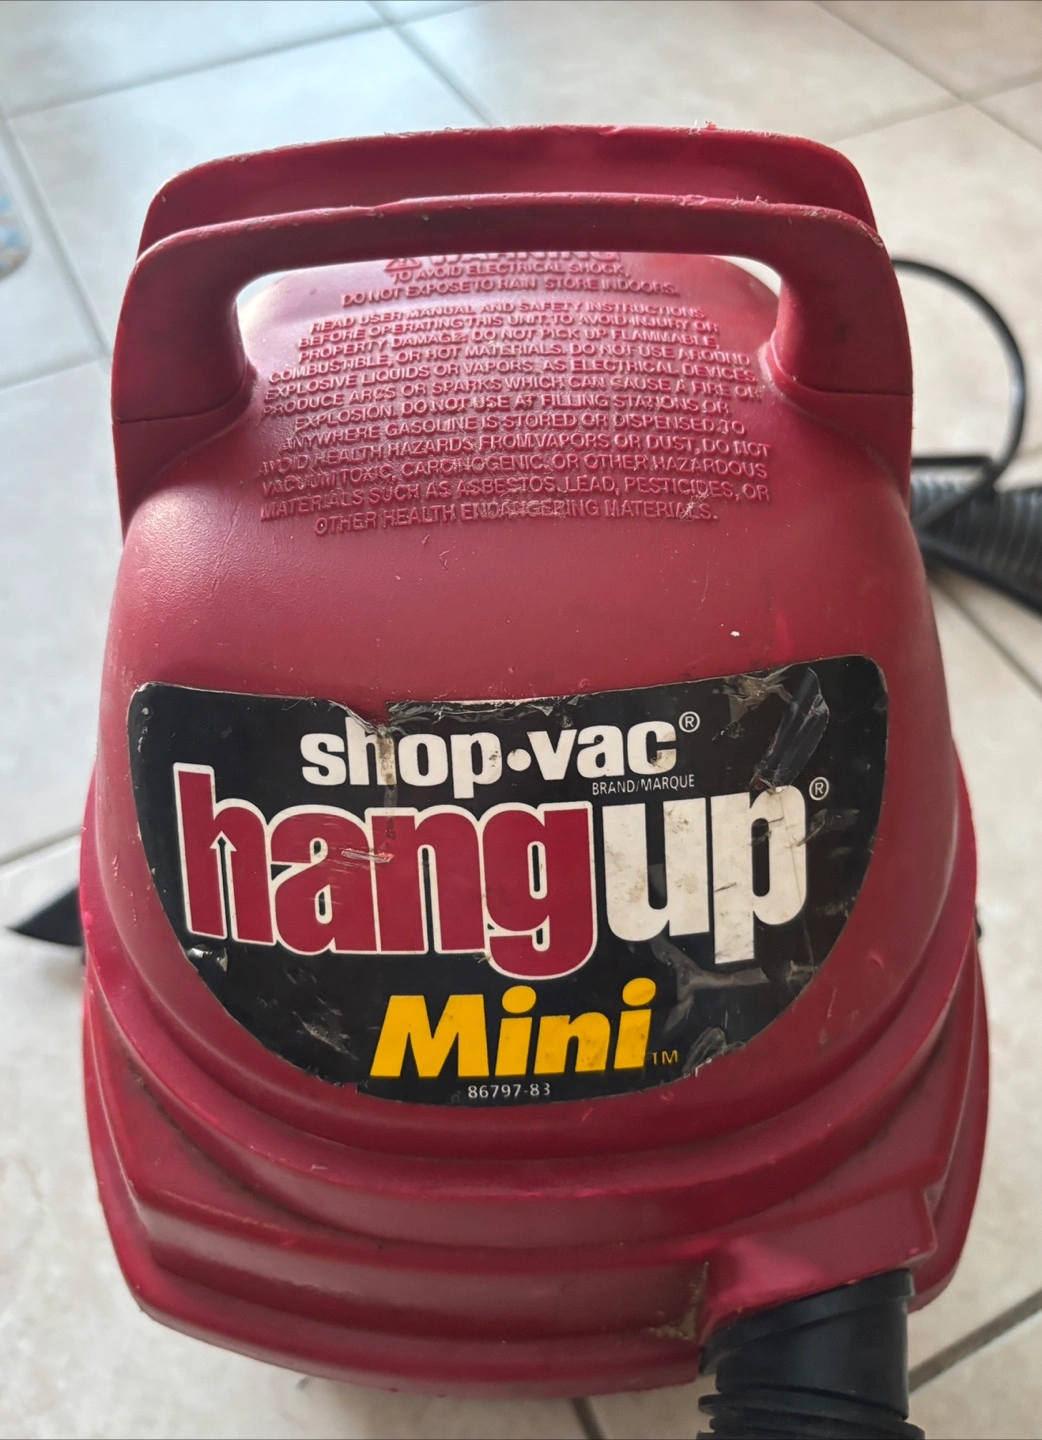 ⚠ WARNING
TO AVOID ELECTRICAL SHOCK,
DO NOT EXPOSE TO RAIN STORE INDOORS.
READ USER MANUAL AND SAFETY INSTRUCTIONS
BEFORE OPERATING THIS UNIT TO AVOID INJURY OR
PROPERTY DAMAGE. DO NOT PICK UP FLAMMABLE,
COMBUSTIBLE, OR HOT MATERIALS. DO NOT USE AROUND
EXPLOSIVE LIQUIDS OR VAPORS, AS ELECTRICAL DEVICES
PRODUCE ARCS OR SPARKS WHICH CAN CAUSE A FIRE OR
EXPLOSION. DO NOT USE AT FILLING STATIONS OR
ANYWHERE GASOLINE IS STORED OR DISPENSED. TO
AVOID HEALTH HAZARDS FROM VAPORS OR DUST, DO NOT
VACUUM TOXIC, CARCINOGENIC, OR OTHER HAZARDOUS
MATERIALS SUCH AS ASBESTOS, LEAD, PESTICIDES, OR
OTHER HEALTH ENDANGERING MATERIALS.
shop·vac®
BRAND/MARQUE
hangup®
Mini™
86797-83